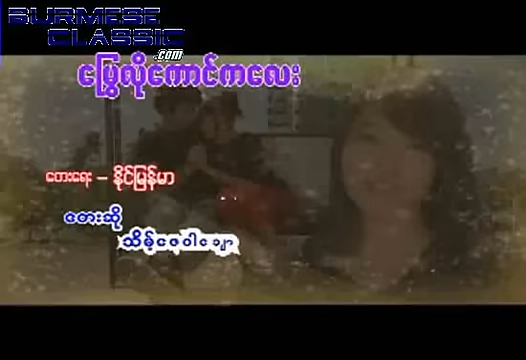 BURMESE
CLASSIC
.com
မြွေလိုကောင်ကလေး
တေးရေး – နိုင်မြန်မာ
တေးဆို
သိမ့်ဇေဝါကျော